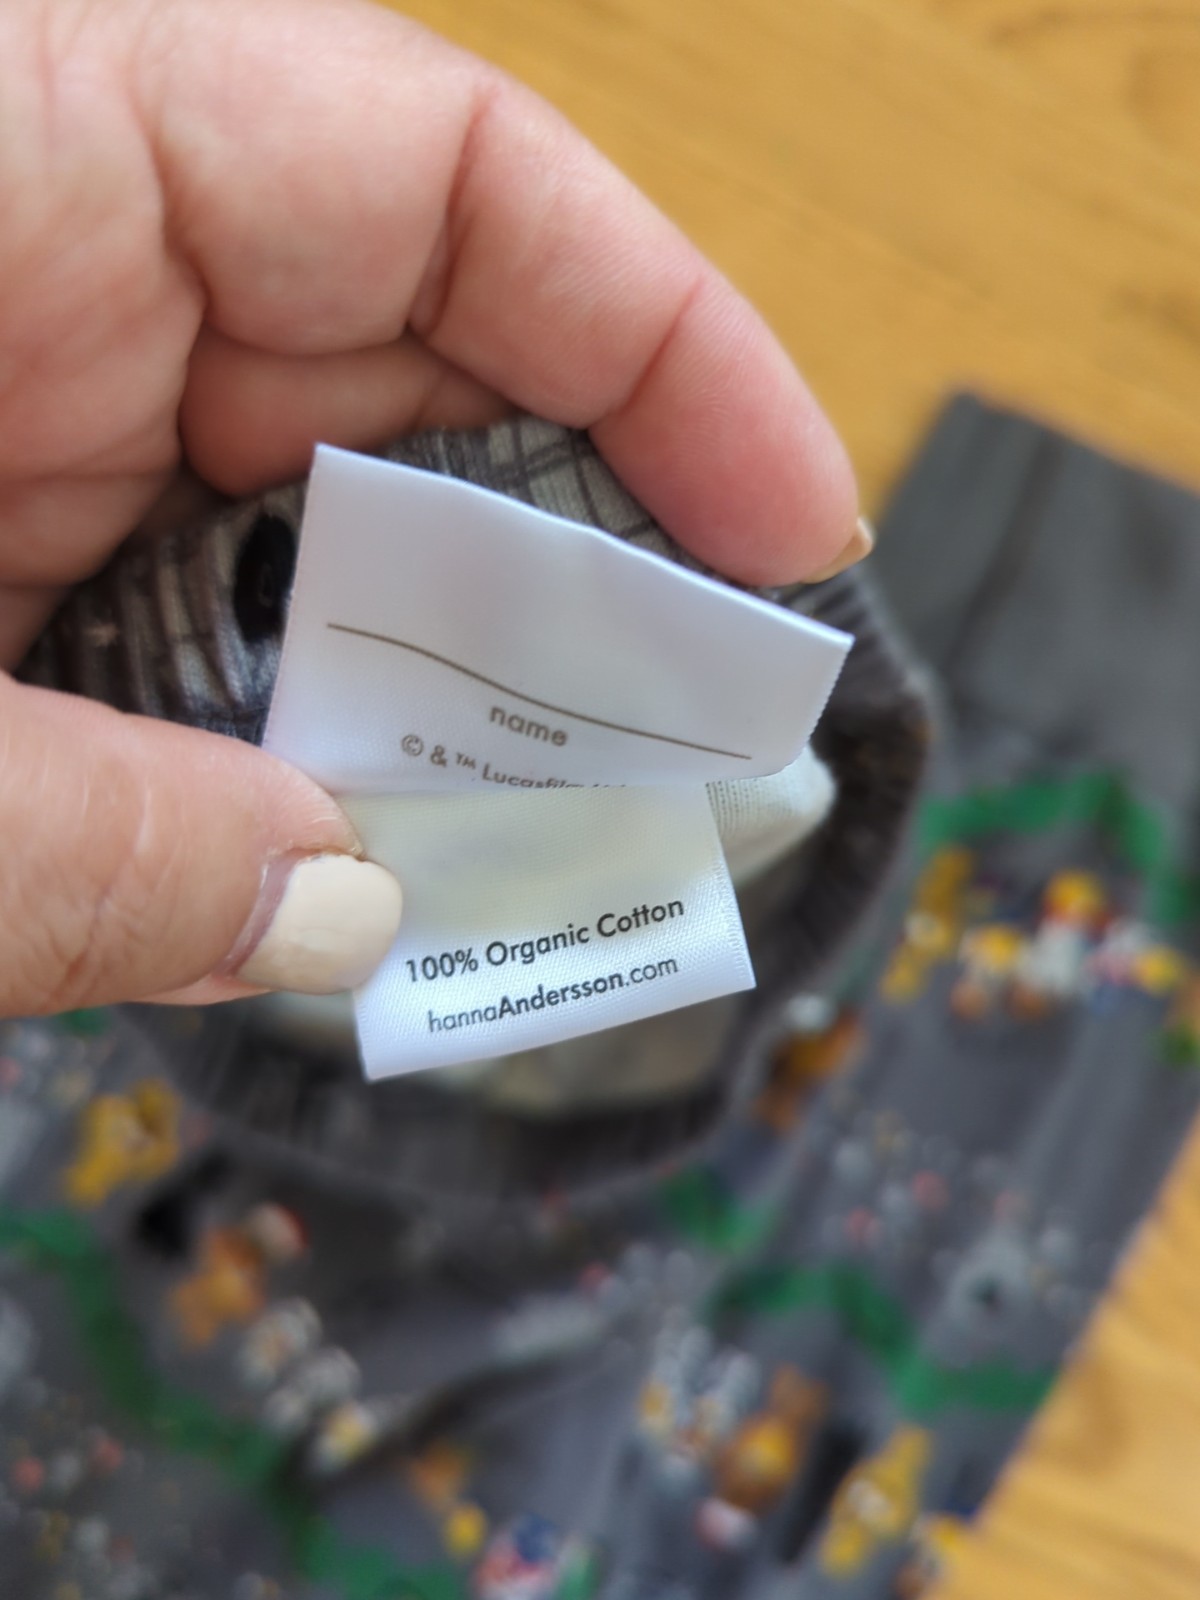 name
© & ™ Lucasfilm
100% Organic Cotton
hannaAndersson.com